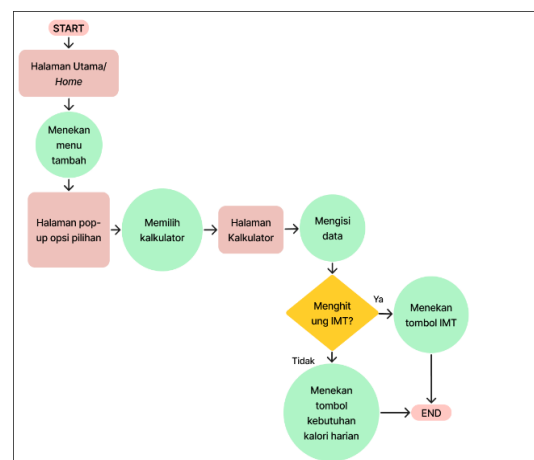 START
Halaman Utama/
Home
Menekan
menu
tambah
Halaman pop-
up opsi pilihan
Memilih
kalkulator
Halaman
Kalkulator
Mengisi
data
Menghit
ung IMT?
Ya
Menekan
tombol IMT
Tidak
Menekan
tombol
kebutuhan
kalori harian
END